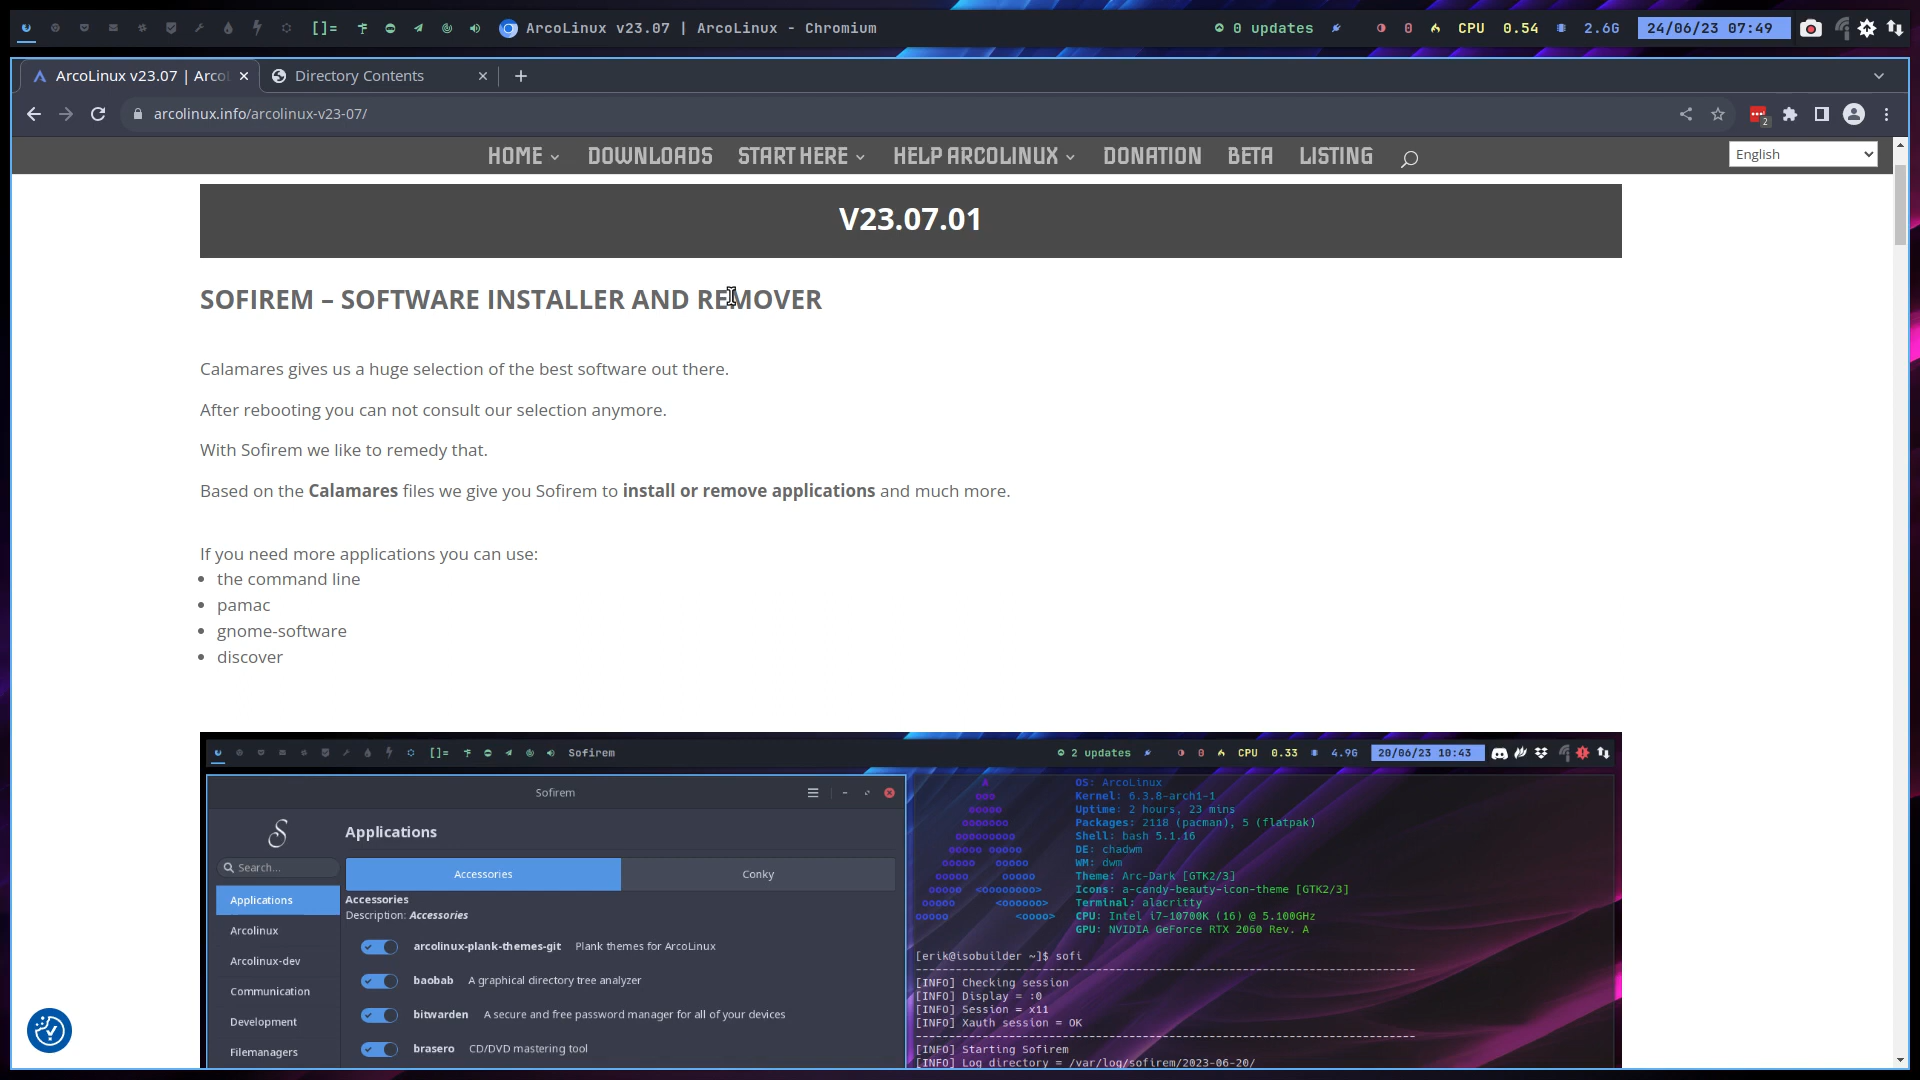 []= ArcoLinux v23.07 | ArcoLinux - Chromium 0 updates 0 CPU 0.54 2.6G 24/06/23 07:49
ArcoLinux v23.07 | Arcol Directory Contents
arcolinux.info/arcolinux-v23-07/ 2
HOME DOWNLOADS START HERE HELP ARCOLINUX DONATION BETA LISTING English
V23.07.01
SOFIREM – SOFTWARE INSTALLER AND REMOVER
Calamares gives us a huge selection of the best software out there.
After rebooting you can not consult our selection anymore.
With Sofirem we like to remedy that.
Based on the Calamares files we give you Sofirem to install or remove applications and much more.
If you need more applications you can use:
• the command line
• pamac
• gnome-software
• discover
[]= Sofirem 2 updates 0 CPU 0.33 4.9G 20/06/23 10:43
Sofirem
Applications
Search...
Accessories Conky
Accessories
Description: Accessories
Applications
Arcolinux
Arcolinux-dev
Communication
Development
Filemanagers
arcolinux-plank-themes-git Plank themes for ArcoLinux
baobab A graphical directory tree analyzer
bitwarden A secure and free password manager for all of your devices
brasero CD/DVD mastering tool
OS: ArcoLinux
Kernel: 6.3.8-arch1-1
Uptime: 2 hours, 23 mins
Packages: 2118 (pacman), 5 (flatpak)
Shell: bash 5.1.16
DE: chadwm
WM: dwm
Theme: Arc-Dark [GTK2/3]
Icons: a-candy-beauty-icon-theme [GTK2/3]
Terminal: alacritty
CPU: Intel i7-10700K (16) @ 5.100GHz
GPU: NVIDIA GeForce RTX 2060 Rev. A
[erik@isobuilder ~]$ sofi
[INFO] Checking session
[INFO] Display = :0
[INFO] Session = x11
[INFO] Xauth session = OK
[INFO] Starting Sofirem
[INFO] Log directory = /var/log/sofirem/2023-06-20/